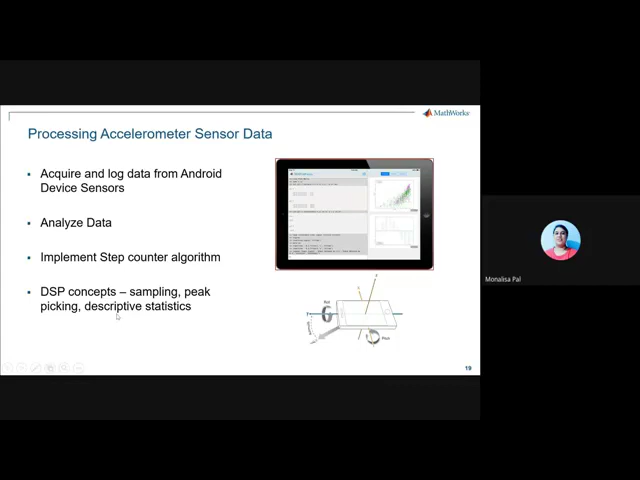 MathWorks
Processing Accelerometer Sensor Data
Acquire and log data from Android
Device Sensors
Analyze Data
Implement Step counter algorithm
DSP concepts – sampling, peak
picking, descriptive statistics
Roll
Pitch
19
Monalisa Pal